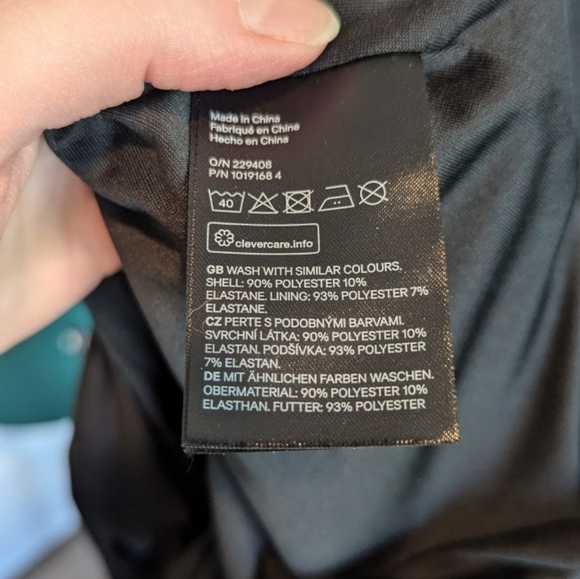 Made in China
Fabriqué en Chine
Hecho en China
O/N 229408
P/N 1019168 4
40
clevercare.info
GB WASH WITH SIMILAR COLOURS.
SHELL: 90% POLYESTER 10%
ELASTANE. LINING: 93% POLYESTER 7%
ELASTANE.
CZ PERTE S PODOBNÝMI BARVAMI.
SVRCHNÍ LÁTKA: 90% POLYESTER 10%
ELASTAN. PODŠÍVKA: 93% POLYESTER
7% ELASTAN.
DE MIT ÄHNLICHEN FARBEN WASCHEN.
OBERMATERIAL: 90% POLYESTER 10%
ELASTHAN. FUTTER: 93% POLYESTER